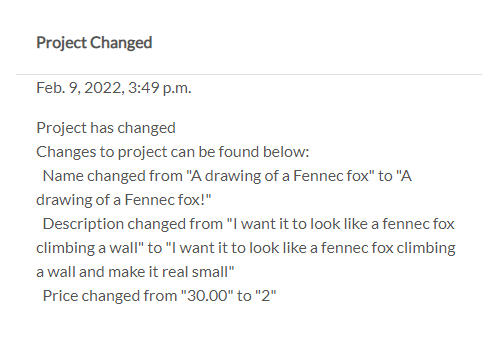 Project Changed
Feb. 9, 2022, 3:49 p.m.
Project has changed
Changes to project can be found below:
Name changed from "A drawing of a Fennec fox" to "A
drawing of a Fennec fox!"
Description changed from "I want it to look like a fennec fox
climbing a wall" to "I want it to look like a fennec fox climbing
a wall and make it real small"
Price changed from "30.00" to "2"